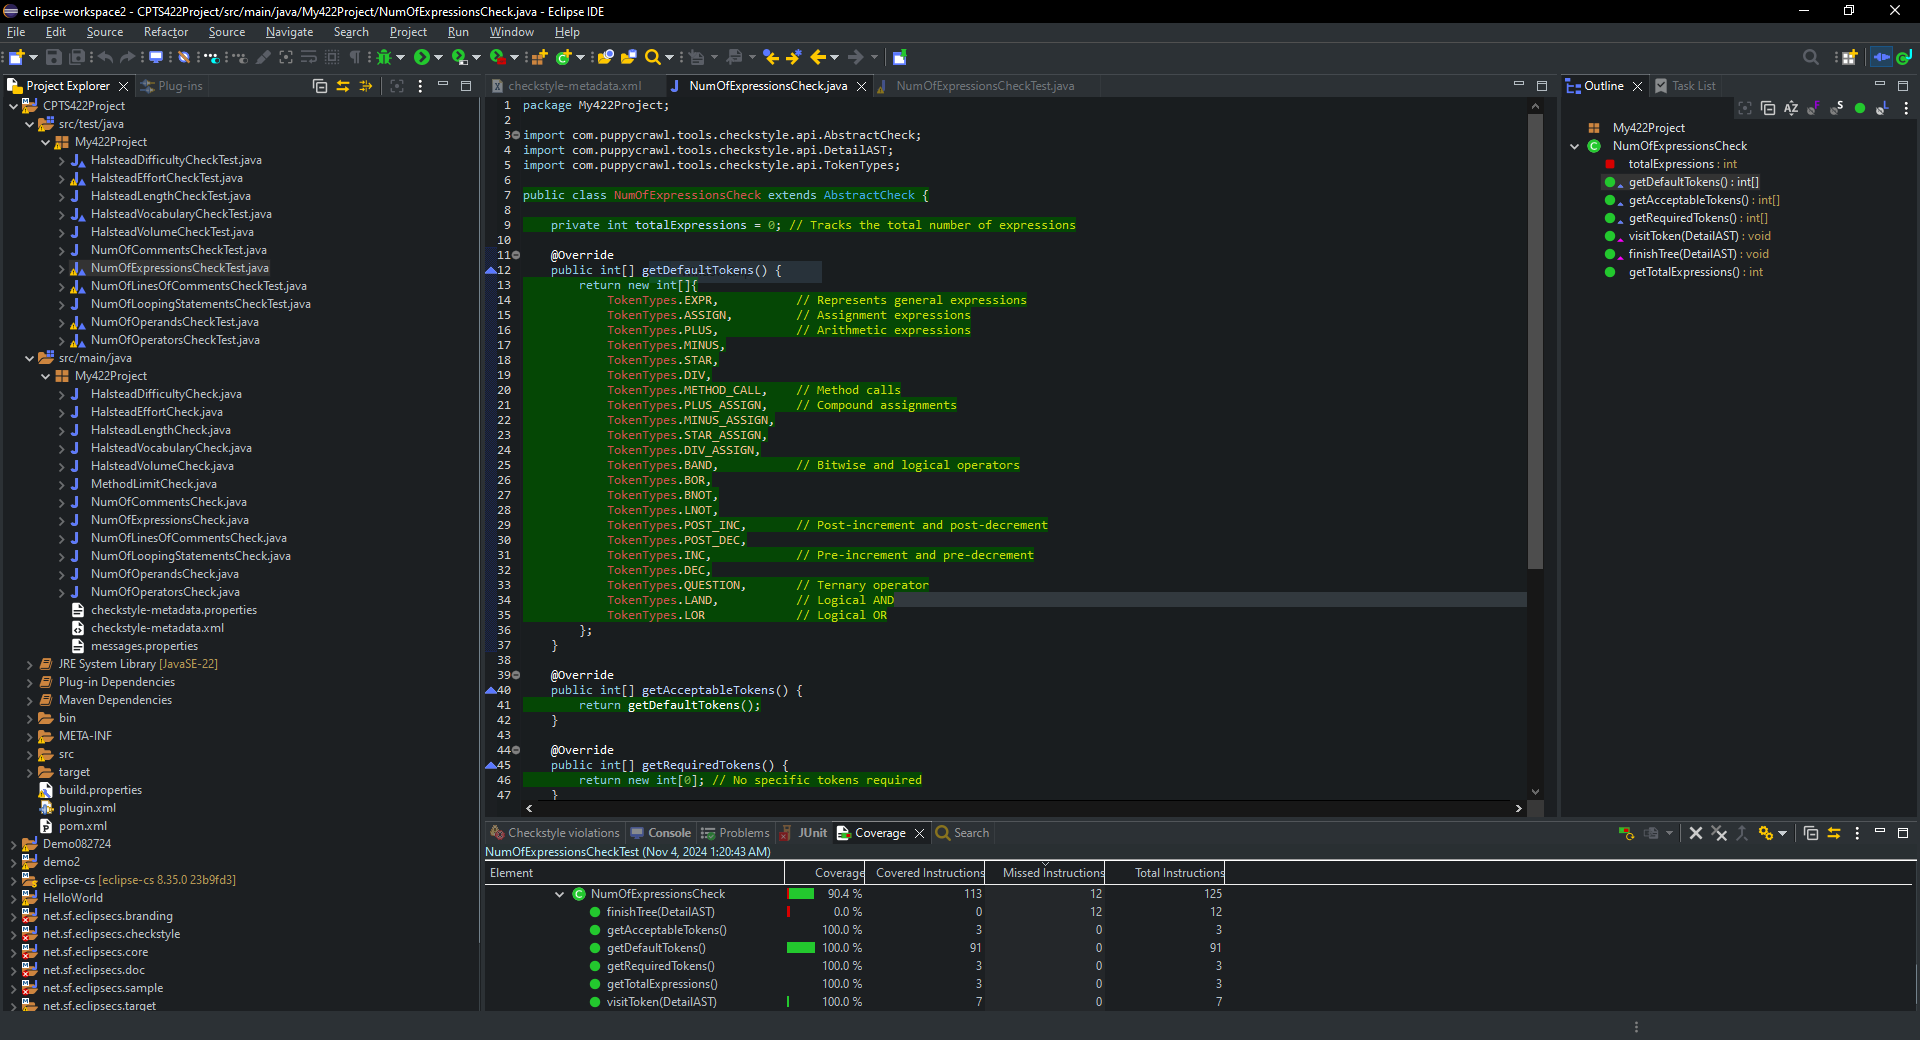 eclipse-workspace2 - CPTS422Project/src/main/java/My422Project/NumOfExpressionsCheck.java - Eclipse IDE
File Edit Source Refactor Source Navigate Search Project Run Window Help
Project Explorer
Plug-ins
CPTS422Project
src/test/java
My422Project
HalsteadDifficultyCheckTest.java
HalsteadEffortCheckTest.java
HalsteadLengthCheckTest.java
HalsteadVocabularyCheckTest.java
HalsteadVolumeCheckTest.java
NumOfCommentsCheckTest.java
NumOfExpressionsCheckTest.java
NumOfLinesOfCommentsCheckTest.java
NumOfLoopingStatementsCheckTest.java
NumOfOperandsCheckTest.java
NumOfOperatorsCheckTest.java
src/main/java
My422Project
HalsteadDifficultyCheck.java
HalsteadEffortCheck.java
HalsteadLengthCheck.java
HalsteadVocabularyCheck.java
HalsteadVolumeCheck.java
MethodLimitCheck.java
NumOfCommentsCheck.java
NumOfExpressionsCheck.java
NumOfLinesOfCommentsCheck.java
NumOfLoopingStatementsCheck.java
NumOfOperandsCheck.java
NumOfOperatorsCheck.java
checkstyle-metadata.properties
checkstyle-metadata.xml
messages.properties
JRE System Library [JavaSE-22]
Plug-in Dependencies
Maven Dependencies
bin
META-INF
src
target
build.properties
plugin.xml
pom.xml
Demo082724
demo2
eclipse-cs [eclipse-cs 8.35.0 23b9fd3]
HelloWorld
net.sf.eclipsecs.branding
net.sf.eclipsecs.checkstyle
net.sf.eclipsecs.core
net.sf.eclipsecs.doc
net.sf.eclipsecs.sample
net.sf.eclipsecs.target
checkstyle-metadata.xml
NumOfExpressionsCheck.java
NumOfExpressionsCheckTest.java
1 package My422Project;
2
3 import com.puppycrawl.tools.checkstyle.api.AbstractCheck;
4 import com.puppycrawl.tools.checkstyle.api.DetailAST;
5 import com.puppycrawl.tools.checkstyle.api.TokenTypes;
6
7 public class NumOfExpressionsCheck extends AbstractCheck {
8
9 private int totalExpressions = 0; // Tracks the total number of expressions
10
11 @Override
12 public int[] getDefaultTokens() {
13 return new int[]{
14 TokenTypes.EXPR, // Represents general expressions
15 TokenTypes.ASSIGN, // Assignment expressions
16 TokenTypes.PLUS, // Arithmetic expressions
17 TokenTypes.MINUS,
18 TokenTypes.STAR,
19 TokenTypes.DIV,
20 TokenTypes.METHOD_CALL, // Method calls
21 TokenTypes.PLUS_ASSIGN, // Compound assignments
22 TokenTypes.MINUS_ASSIGN,
23 TokenTypes.STAR_ASSIGN,
24 TokenTypes.DIV_ASSIGN,
25 TokenTypes.BAND, // Bitwise and logical operators
26 TokenTypes.BOR,
27 TokenTypes.BNOT,
28 TokenTypes.LNOT,
29 TokenTypes.POST_INC, // Post-increment and post-decrement
30 TokenTypes.POST_DEC,
31 TokenTypes.INC, // Pre-increment and pre-decrement
32 TokenTypes.DEC,
33 TokenTypes.QUESTION, // Ternary operator
34 TokenTypes.LAND, // Logical AND
35 TokenTypes.LOR // Logical OR
36 };
37 }
38
39 @Override
40 public int[] getAcceptableTokens() {
41 return getDefaultTokens();
42 }
43
44 @Override
45 public int[] getRequiredTokens() {
46 return new int[0]; // No specific tokens required
47 }
Outline
Task List
My422Project
NumOfExpressionsCheck
totalExpressions : int
getDefaultTokens() : int[]
getAcceptableTokens() : int[]
getRequiredTokens() : int[]
visitToken(DetailAST) : void
finishTree(DetailAST) : void
getTotalExpressions() : int
Checkstyle violations Console Problems JUnit Coverage Search
NumOfExpressionsCheckTest (Nov 4, 2024 1:20:43 AM)
Element Coverage Covered Instructions Missed Instructions Total Instructions
NumOfExpressionsCheck 90.4 % 113 12 125
finishTree(DetailAST) 0.0 % 0 12 12
getAcceptableTokens() 100.0 % 3 0 3
getDefaultTokens() 100.0 % 91 0 91
getRequiredTokens() 100.0 % 3 0 3
getTotalExpressions() 100.0 % 3 0 3
visitToken(DetailAST) 100.0 % 7 0 7